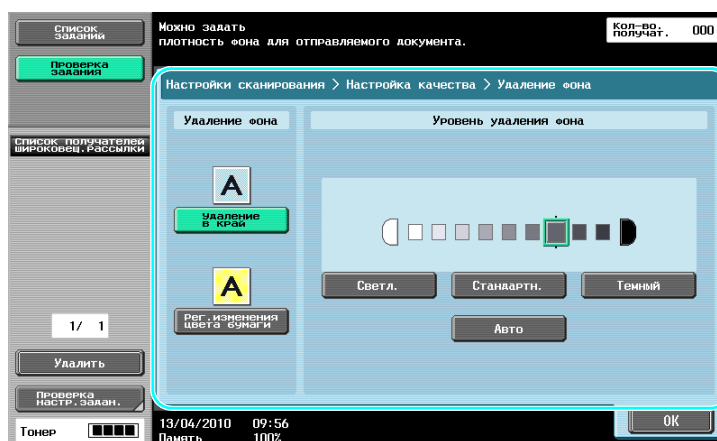 Список
заданий
Проверка
задания
Список получателей
широковещ.рассылки
1/ 1
Удалить
Проверка
настр.задан.
Тонер
Можно задать
плотность фона для отправляемого документа.
Кол-во.
получат. 000
Настройки сканирования > Настройка качества > Удаление фона
Удаление фона
A
Удаление
в край
A
Рег.изменения
цвета бумаги
Уровень удаления фона
Светл. Стандартн. Темный
Авто
13/04/2010 09:56
Память 100%
OK